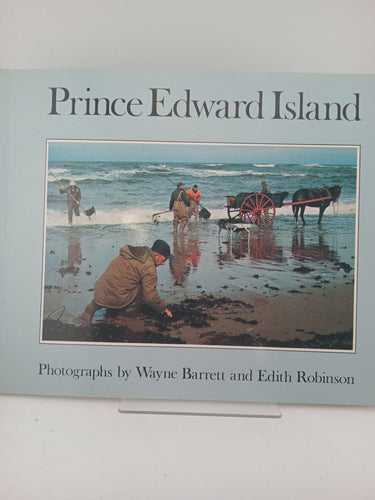 Prince Edward Island
Photographs by Wayne Barrett and Edith Robinson